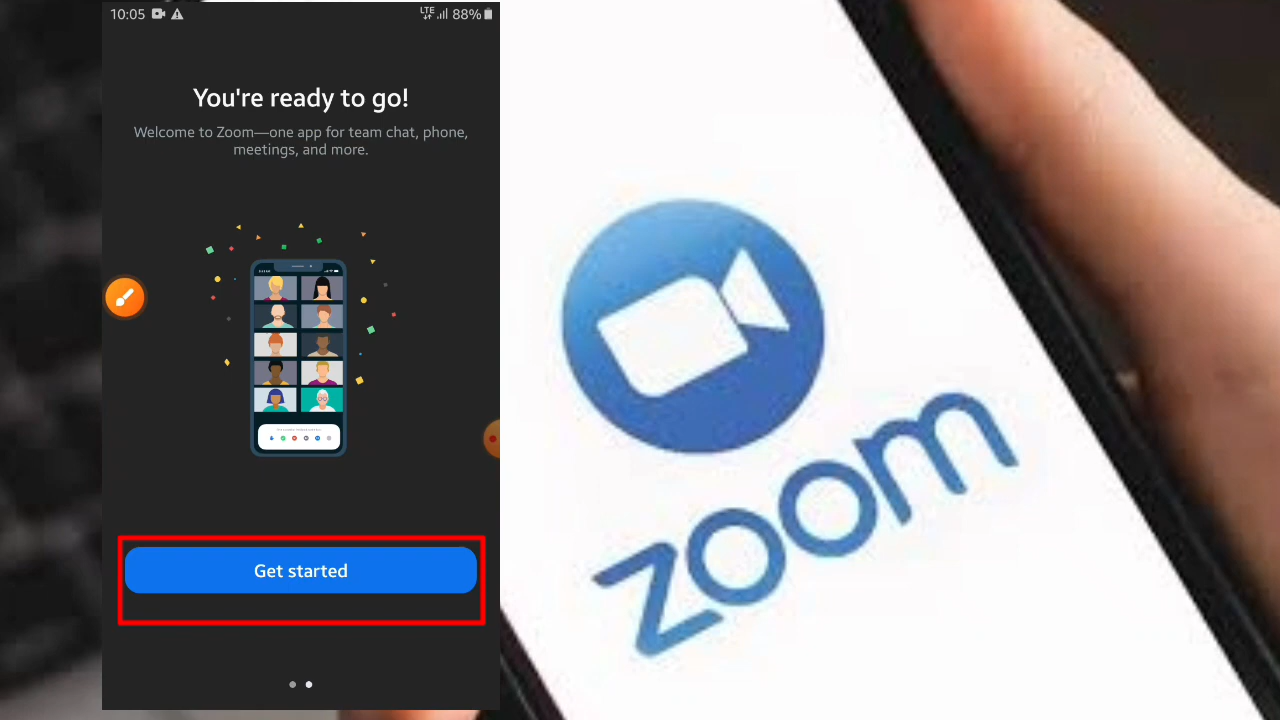 10:05
LTE
88%
You're ready to go!
Welcome to Zoom—one app for team chat, phone,
meetings, and more.
Get started
zoom